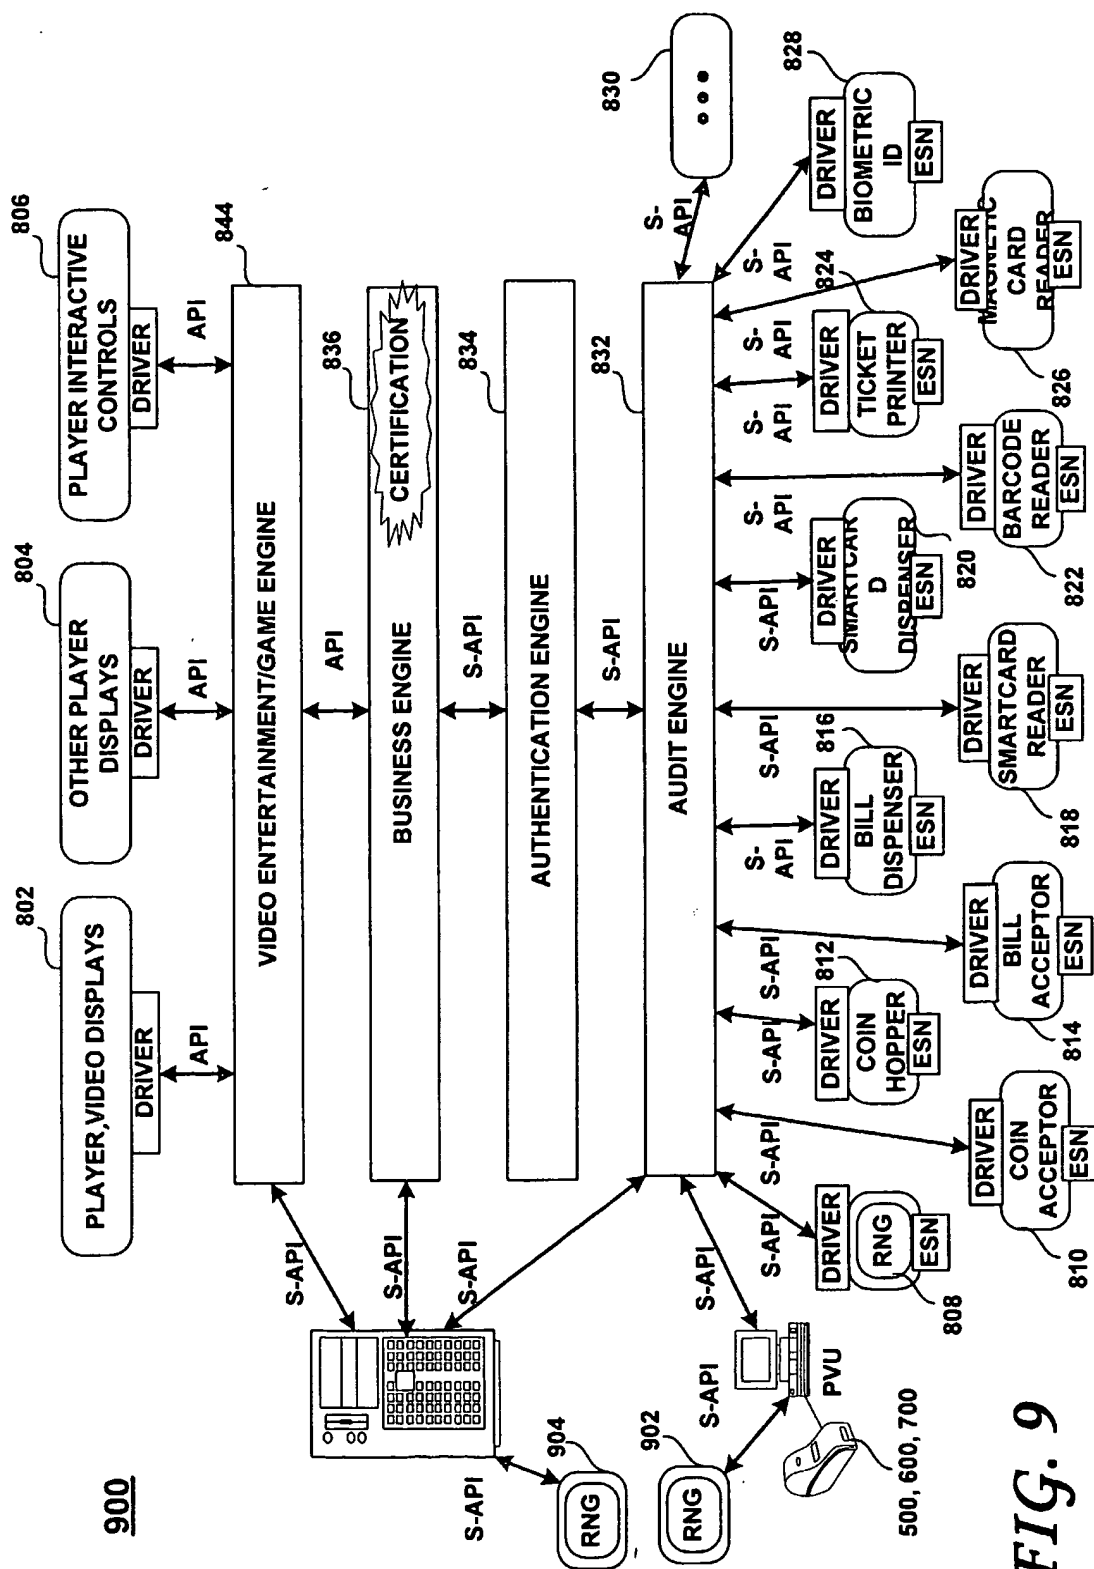 900
802
PLAYER,VIDEO DISPLAYS
DRIVER
API
804
OTHER PLAYER
DISPLAYS
DRIVER
API
806
PLAYER INTERACTIVE
CONTROLS
DRIVER
API
844
VIDEO ENTERTAINMENT/GAME ENGINE
API
836
BUSINESS ENGINE
CERTIFICATION
S-API
834
AUTHENTICATION ENGINE
S-API
832
AUDIT ENGINE
S-API
S-API
S-API
S-API
904
RNG
902
RNG
S-API
S-API
PVU
500, 600, 700
S-API
DRIVER
RNG
ESN
808
S-API
DRIVER
COIN
ACCEPTOR
ESN
810
S-API
812
DRIVER
COIN
HOPPER
ESN
S-API
DRIVER
BILL
ACCEPTOR
ESN
814
S-
API
816
DRIVER
BILL
DISPENSER
ESN
S-API
DRIVER
SMARTCARD
READER
ESN
818
S-API
DRIVER
SMARTCAR
D
DISPENSER
ESN
820
S-
API
DRIVER
BARCODE
READER
ESN
822
S-
API
824
DRIVER
TICKET
PRINTER
ESN
S-
API
DRIVER
MAGNETIC
CARD
READER
ESN
826
S-
API
828
DRIVER
BIOMETRIC
ID
ESN
S-
API
830
FIG. 9